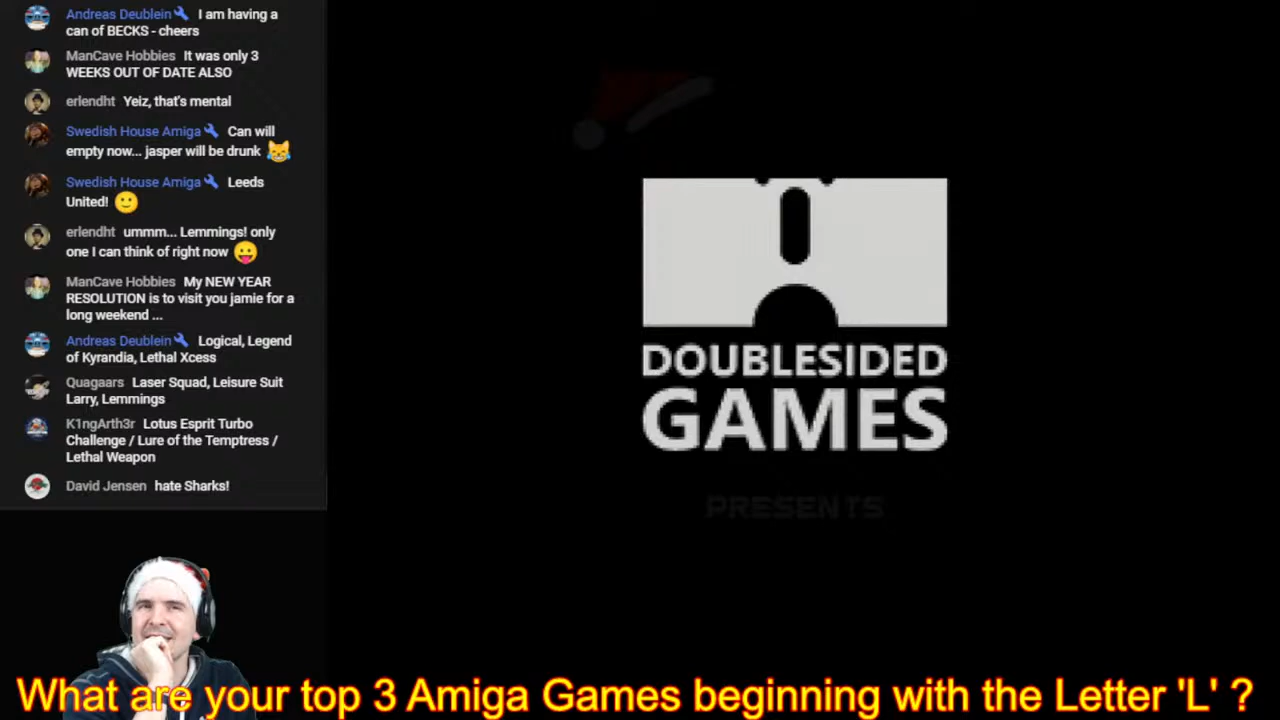 Andreas Deublein I am having a
can of BECKS - cheers
ManCave Hobbies It was only 3
WEEKS OUT OF DATE ALSO
erlendht Yeiz, that's mental
Swedish House Amiga Can will
empty now... jasper will be drunk
Swedish House Amiga Leeds
United!
erlendht ummm... Lemmings! only
one I can think of right now
ManCave Hobbies My NEW YEAR
RESOLUTION is to visit you jamie for a
long weekend ...
Andreas Deublein Logical, Legend
of Kyrandia, Lethal Xcess
Quagaars Laser Squad, Leisure Suit
Larry, Lemmings
K1ngArth3r Lotus Esprit Turbo
Challenge / Lure of the Temptress /
Lethal Weapon
David Jensen hate Sharks!
DOUBLESIDED
GAMES
PRESENTS
What are your top 3 Amiga Games beginning with the Letter 'L' ?